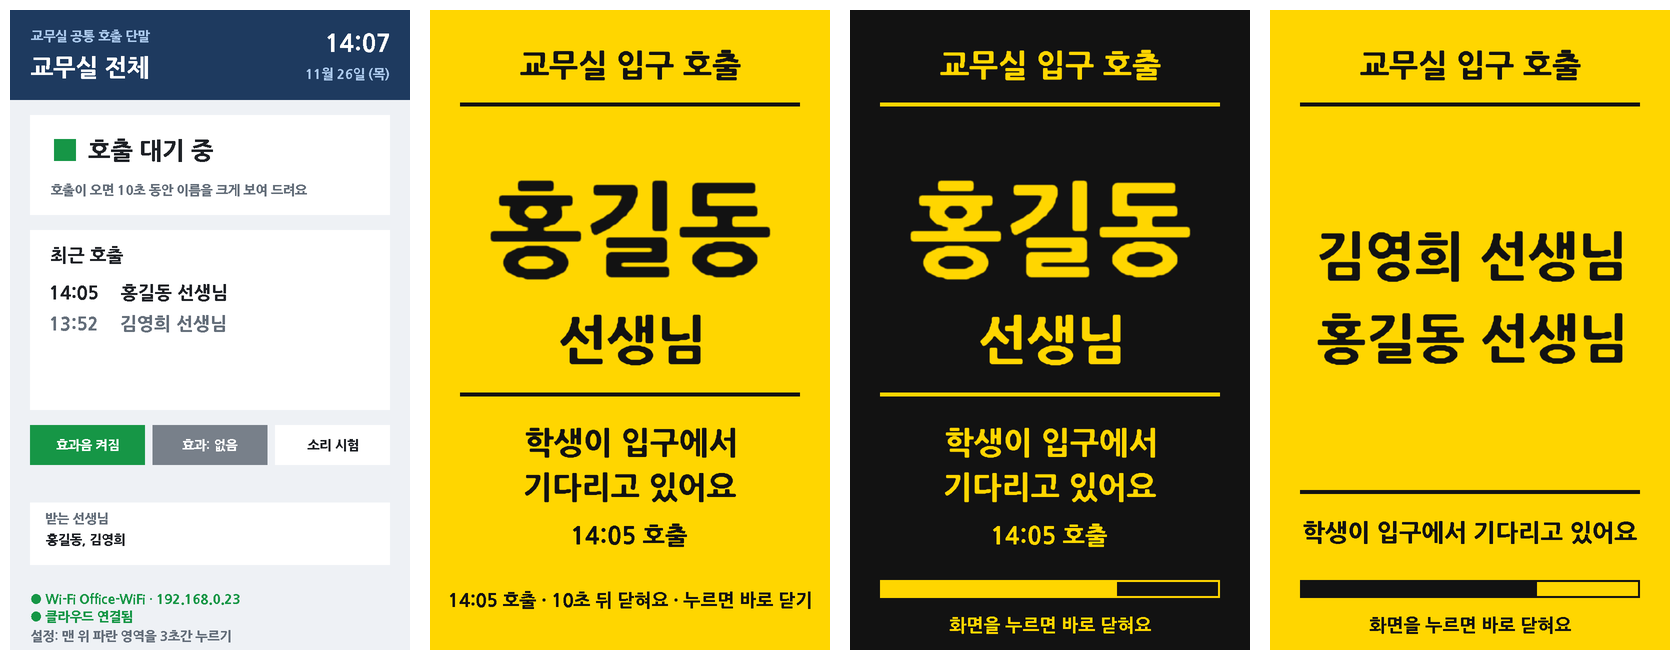 교무실 공통 호출 단말
교무실 전체
14:07
11월 26일 (목)
호출 대기 중
호출이 오면 10초 동안 이름을 크게 보여 드려요
최근 호출
14:05 홍길동 선생님
13:52 김영희 선생님
효과음 켜짐
효과: 없음
소리 시험
받는 선생님
홍길동, 김영희
Wi-Fi Office-WiFi · 192.168.0.23
클라우드 연결됨
설정: 맨 위 파란 영역을 3초간 누르기
교무실 입구 호출
홍길동
선생님
학생이 입구에서
기다리고 있어요
14:05 호출
14:05 호출 · 10초 뒤 닫혀요 · 누르면 바로 닫기
교무실 입구 호출
홍길동
선생님
학생이 입구에서
기다리고 있어요
14:05 호출
화면을 누르면 바로 닫혀요
교무실 입구 호출
김영희 선생님
홍길동 선생님
학생이 입구에서 기다리고 있어요
화면을 누르면 바로 닫혀요